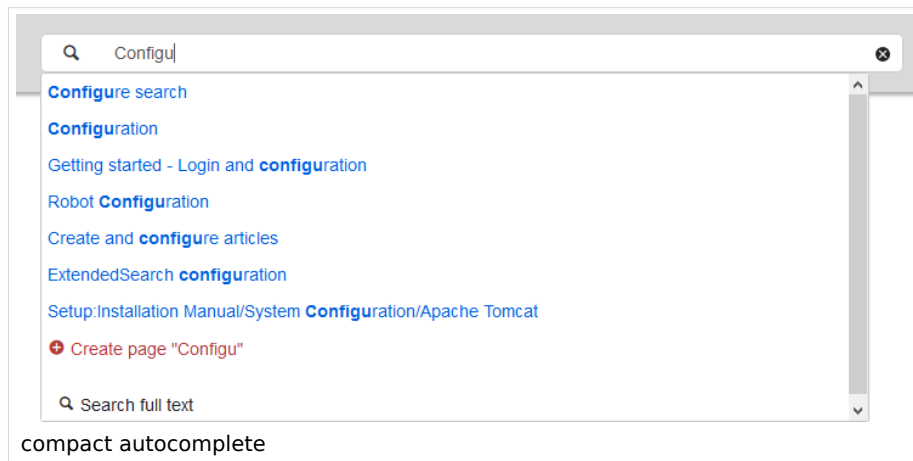 Configu
Configure search
Configuration
Getting started - Login and configuration
Robot Configuration
Create and configure articles
ExtendedSearch configuration
Setup:Installation Manual/System Configuration/Apache Tomcat
Create page "Configu"
Search full text
compact autocomplete